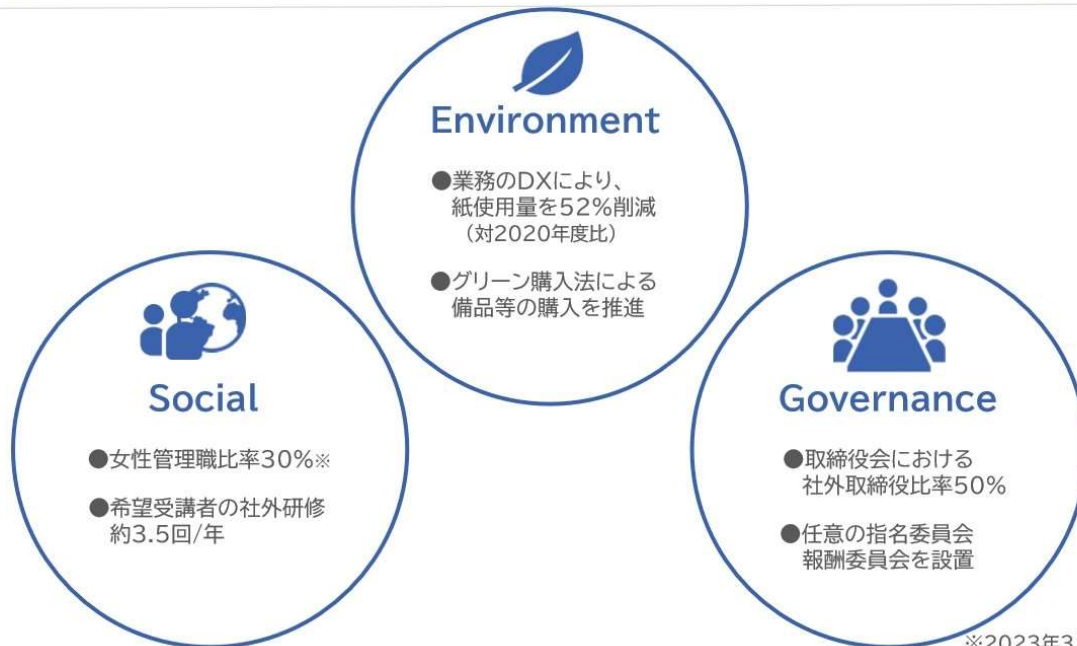 Environment
●業務のDXにより、
紙使用量を52%削減
（対2020年度比）
●グリーン購入法による
備品等の購入を推進
Social
●女性管理職比率30%※
●希望受講者の社外研修
約3.5回/年
Governance
●取締役会における
社外取締役比率50%
●任意の指名委員会
報酬委員会を設置
※2023年3